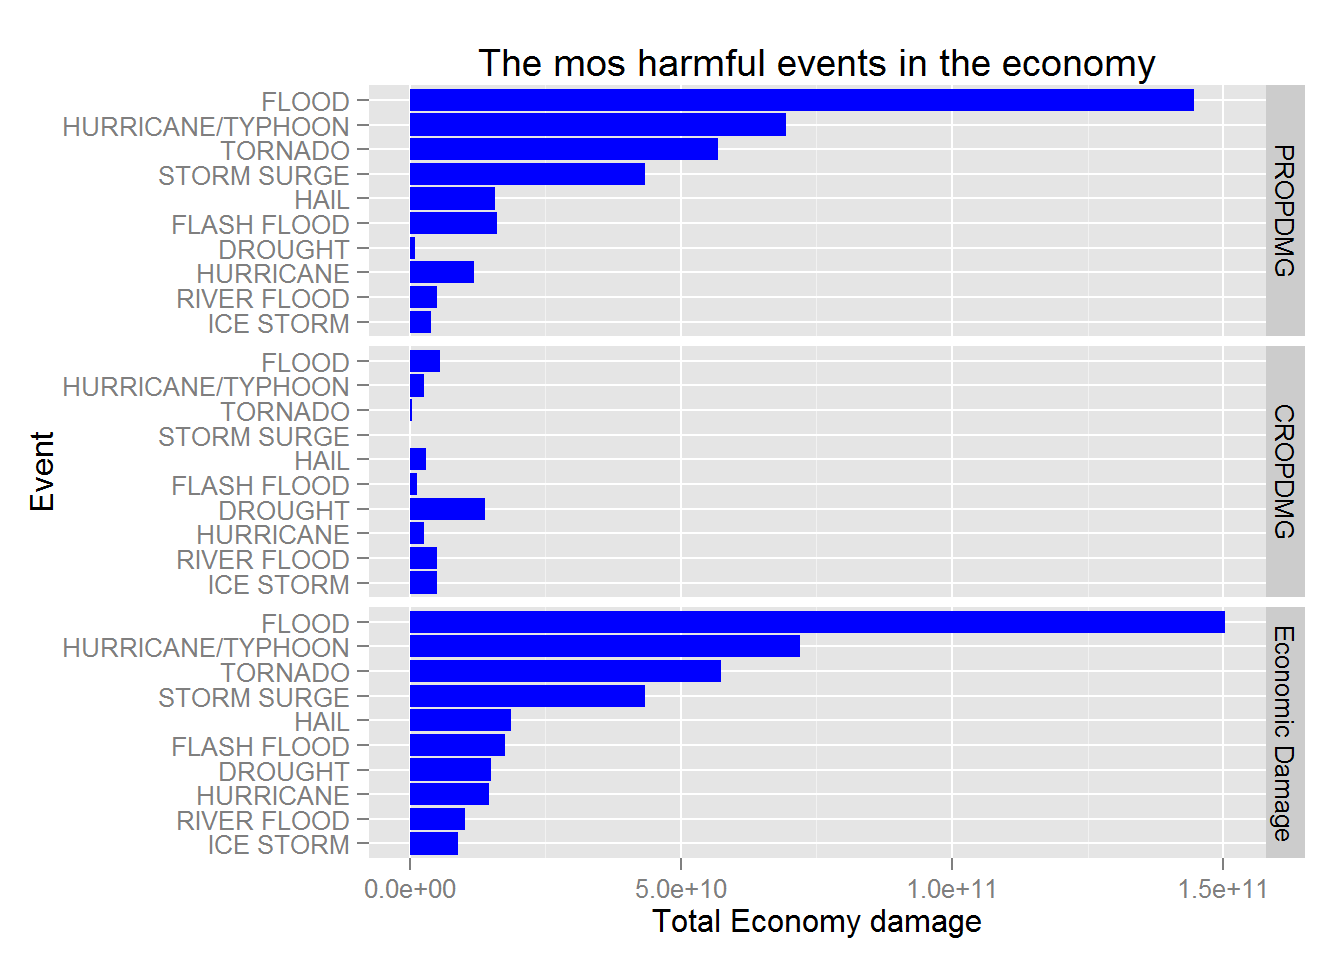 The mos harmful events in the economy
FLOOD
HURRICANE/TYPHOON
TORNADO
STORM SURGE
HAIL
FLASH FLOOD
DROUGHT
HURRICANE
RIVER FLOOD
ICE STORM
PROPDMG
FLOOD
HURRICANE/TYPHOON
TORNADO
STORM SURGE
HAIL
FLASH FLOOD
DROUGHT
HURRICANE
RIVER FLOOD
ICE STORM
CROPDMG
FLOOD
HURRICANE/TYPHOON
TORNADO
STORM SURGE
HAIL
FLASH FLOOD
DROUGHT
HURRICANE
RIVER FLOOD
ICE STORM
Economic Damage
Event
0.0e+00 5.0e+10 1.0e+11 1.5e+11
Total Economy damage